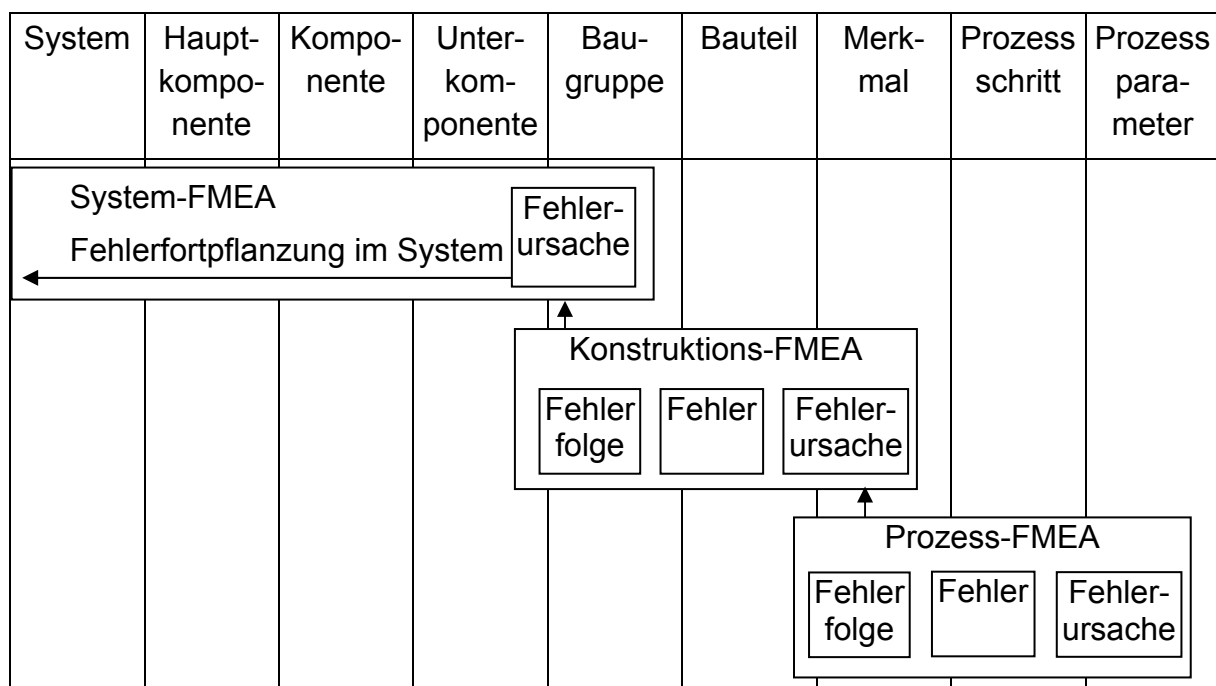 System
Haupt-
kompo-
nente
Kompo-
nente
Unter-
kom-
ponente
Bau-
gruppe
Bauteil
Merk-
mal
Prozess
schritt
Prozess
para-
meter
System-FMEA
Fehlerfortpflanzung im System
Fehler-
ursache
Konstruktions-FMEA
Fehler
folge
Fehler
Fehler-
ursache
Prozess-FMEA
Fehler
folge
Fehler
Fehler-
ursache